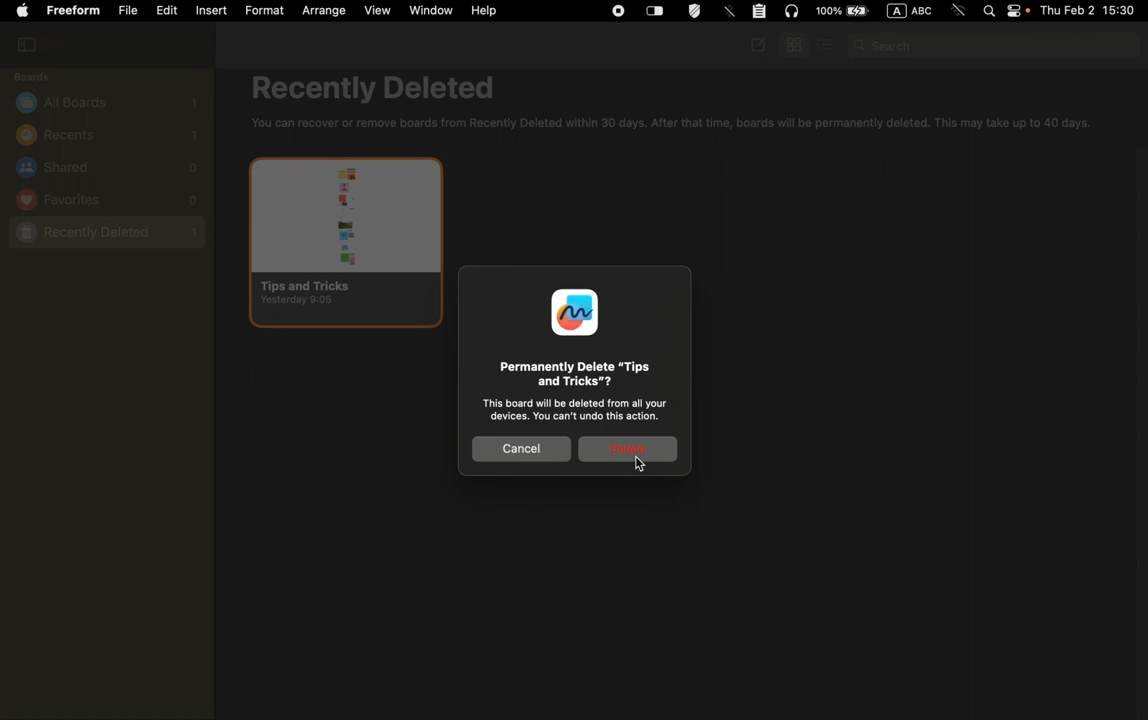 Freeform File Edit Insert Format Arrange View Window Help 100% A ABC Thu Feb 2 15:30
Search
Boards
All Boards 1
Recents 1
Shared 0
Favorites 0
Recently Deleted 1
Recently Deleted
You can recover or remove boards from Recently Deleted within 30 days. After that time, boards will be permanently deleted. This may take up to 40 days.
Tips and Tricks
Yesterday 9:05
Permanently Delete “Tips
and Tricks”?
This board will be deleted from all your
devices. You can’t undo this action.
Cancel Delete